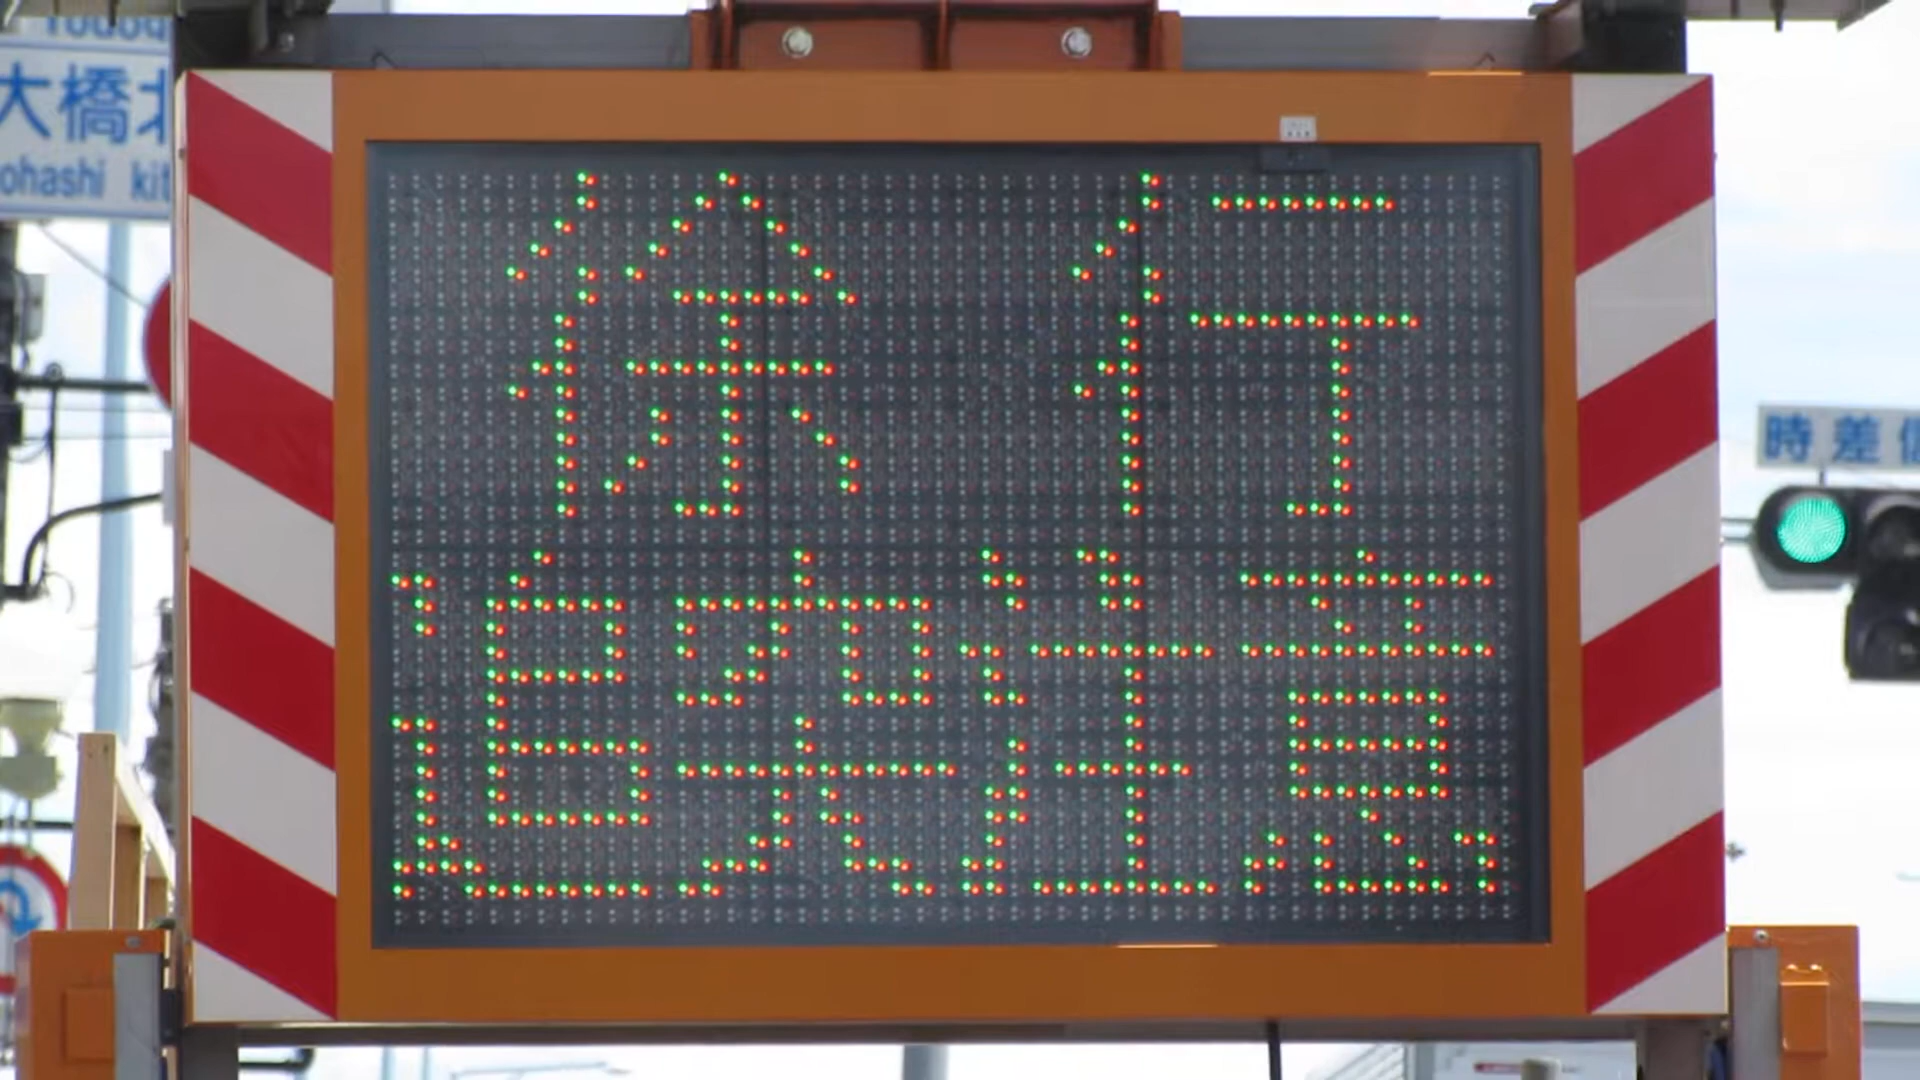 大橋北
ohashi kit
徐行
追突注意
時差